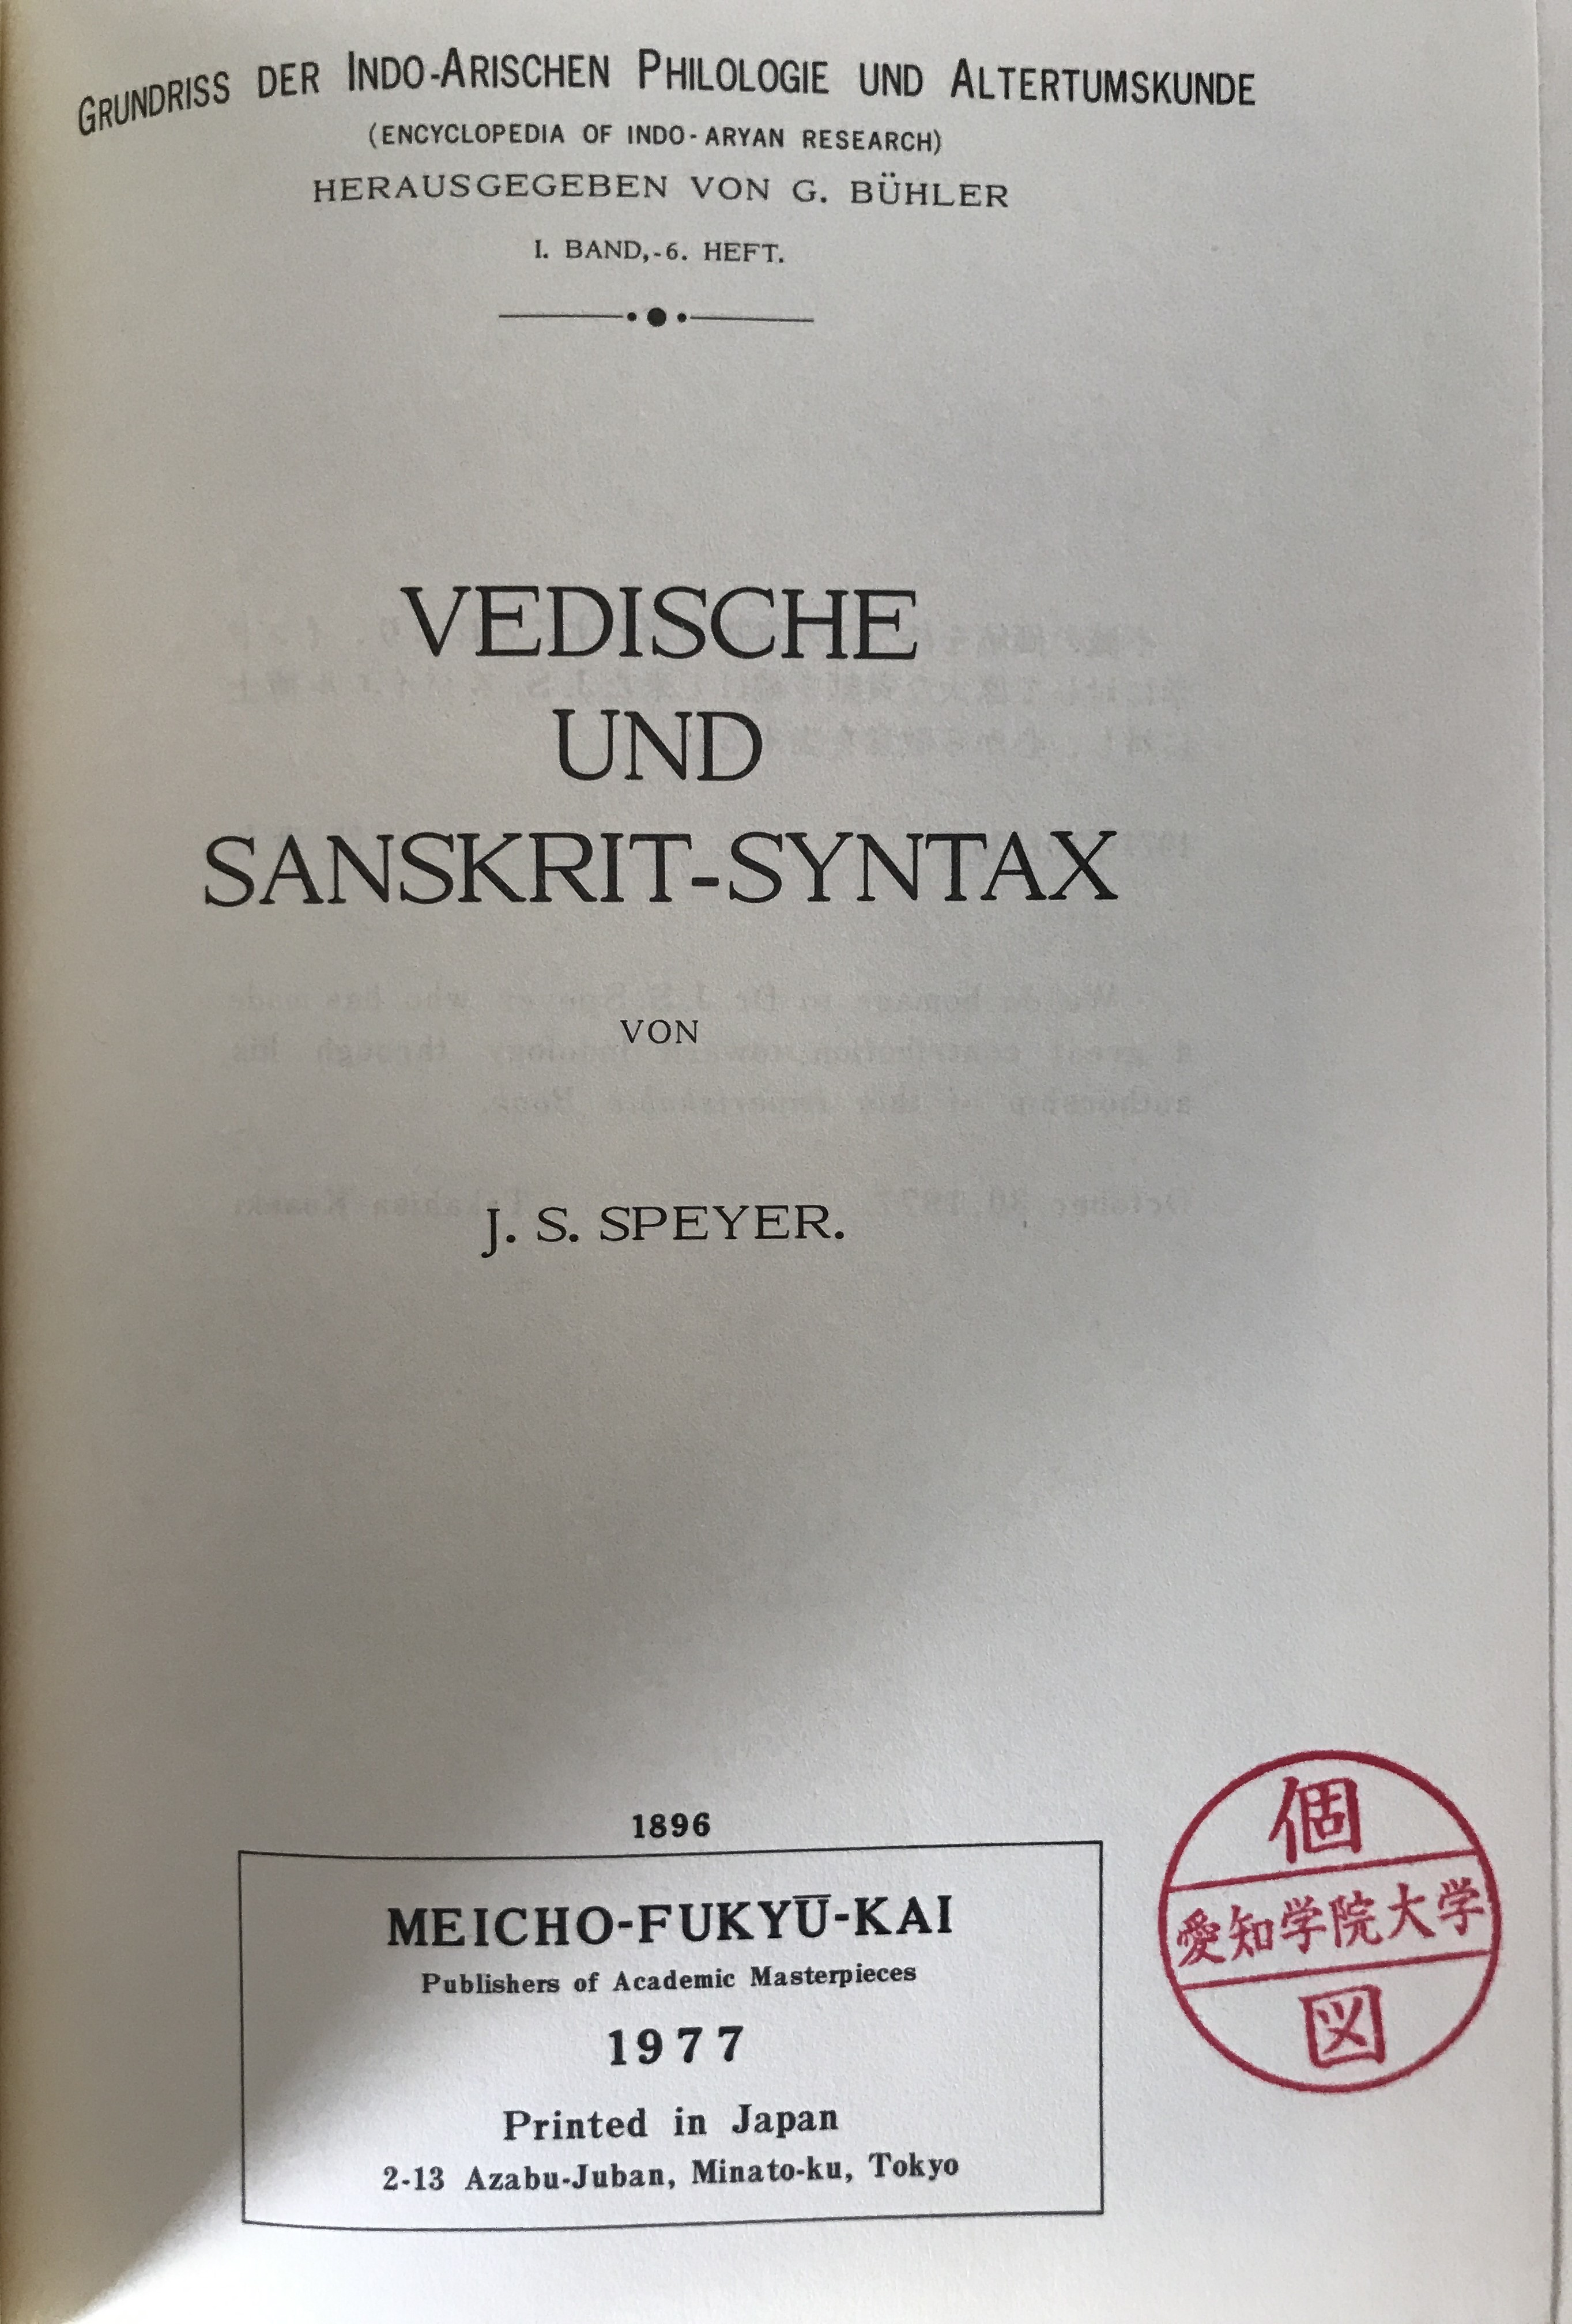 GRUNDRISS DER INDO-ARISCHEN PHILOLOGIE UND ALTERTUMSKUNDE
(ENCYCLOPEDIA OF INDO-ARYAN RESEARCH)
HERAUSGEGEBEN VON G. BÜHLER
I. BAND,-6. HEFT.
VEDISCHE
UND
SANSKRIT-SYNTAX
VON
J. S. SPEYER.
1896
MEICHO-FUKYŪ-KAI
Publishers of Academic Masterpieces
1977
Printed in Japan
2-13 Azabu-Juban, Minato-ku, Tokyo
個
愛知学院大学
図